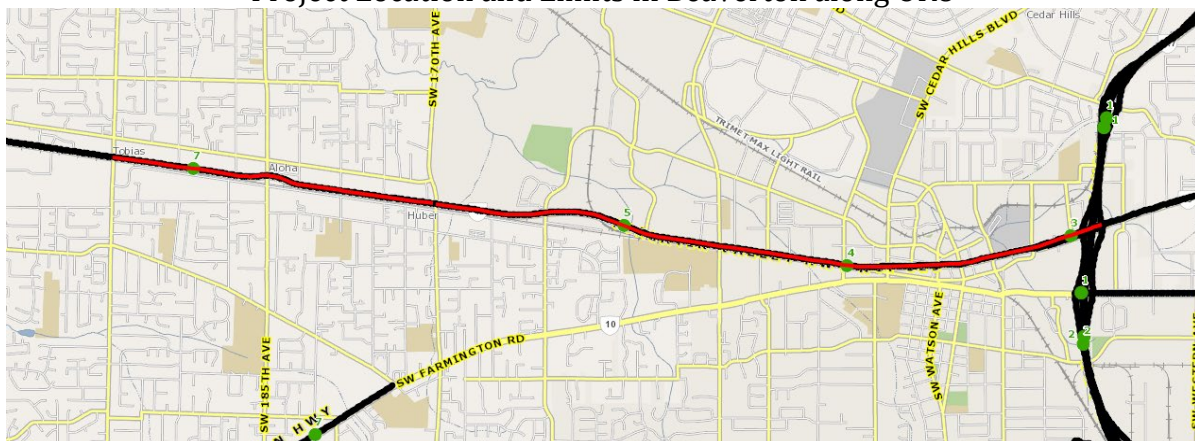 Project Location and Limits in Beaverton along OR8
SW 170TH AVE
SW CEDAR HILLS BLVD
Cedar Hills
1
1
TRIMET MAX LIGHT RAIL
Tobias
7
Aloha
Huber
5
3
4
1
10
SW FARMINGTON RD
2
2
SW 185TH AVE
SW WATSON AVE
N HWY